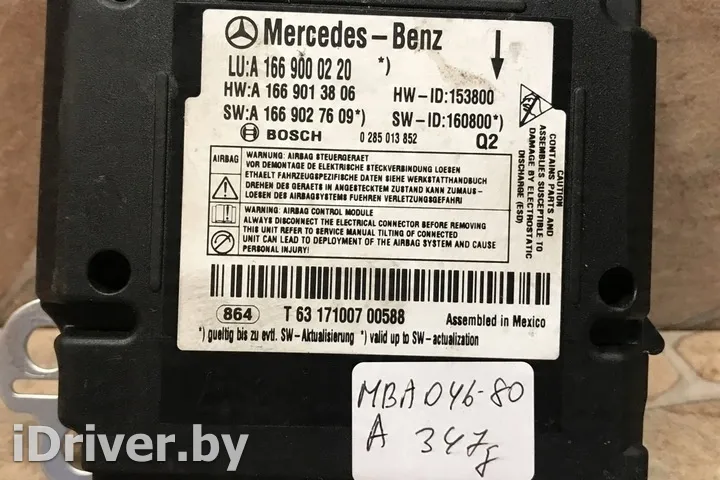 Mercedes-Benz
LU:A 166 900 02 20 *)
HW:A 166 901 38 06 HW-ID:153800
SW:A 166 902 76 09*) SW-ID:160800*)
BOSCH 0 285 013 852 Q2
ESD
CAUTION
CONTAINS PARTS AND
ASSEMBLIES SUSCEPTIBLE TO
DAMAGE BY ELECTROSTATIC
DISCHARGE (ESD)
AIRBAG
WARNUNG: AIRBAG STEUERGERAET
VOR DEMONTAGE DIE ELEKTRISCHE STECKVERBINDUNG LOESEN
ETHAELT FAHRZEUGSPEZIFISCHE DATEN SIEHE WERKSTATTHANDBUCH
DREHEN DES GERAETS IN ANGESTECKTEM ZUSTAND KANN ZUMAUS-
LOESEN DES AIRBAGSYSTEMS FUEHREN VERLETZUNGSGEFAHR!
WARNING: AIRBAG CONTROL MODULE
ALWAYS DISCONNECT THE ELECTRICAL CONNECTOR BEFORE REMOVING
THIS UNIT REFER TO SERVICE MANUAL TILTING OF CONNECTED
UNIT CAN LEAD TO DEPLOYMENT OF THE AIRBAG SYSTEM AND CAUSE
PERSONAL INJURY!
864 T 63 171007 00588 Assembled in Mexico
*) gueltig bis zu evtl. SW-Aktualisierung *) valid up to SW-actualization
MBA046-80
A 347g
iDriver.by